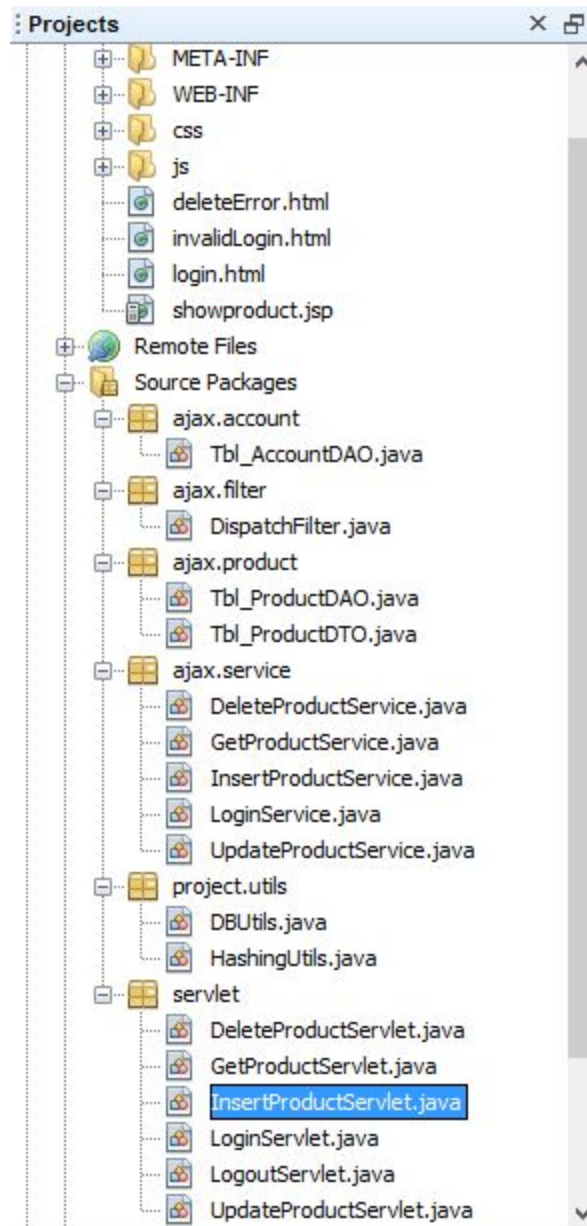 Projects
META-INF
WEB-INF
css
js
deleteError.html
invalidLogin.html
login.html
showproduct.jsp
Remote Files
Source Packages
ajax.account
Tbl_AccountDAO.java
ajax.filter
DispatchFilter.java
ajax.product
Tbl_ProductDAO.java
Tbl_ProductDTO.java
ajax.service
DeleteProductService.java
GetProductService.java
InsertProductService.java
LoginService.java
UpdateProductService.java
project.utils
DBUtils.java
HashingUtils.java
servlet
DeleteProductServlet.java
GetProductServlet.java
InsertProductServlet.java
LoginServlet.java
LogoutServlet.java
UpdateProductServlet.java